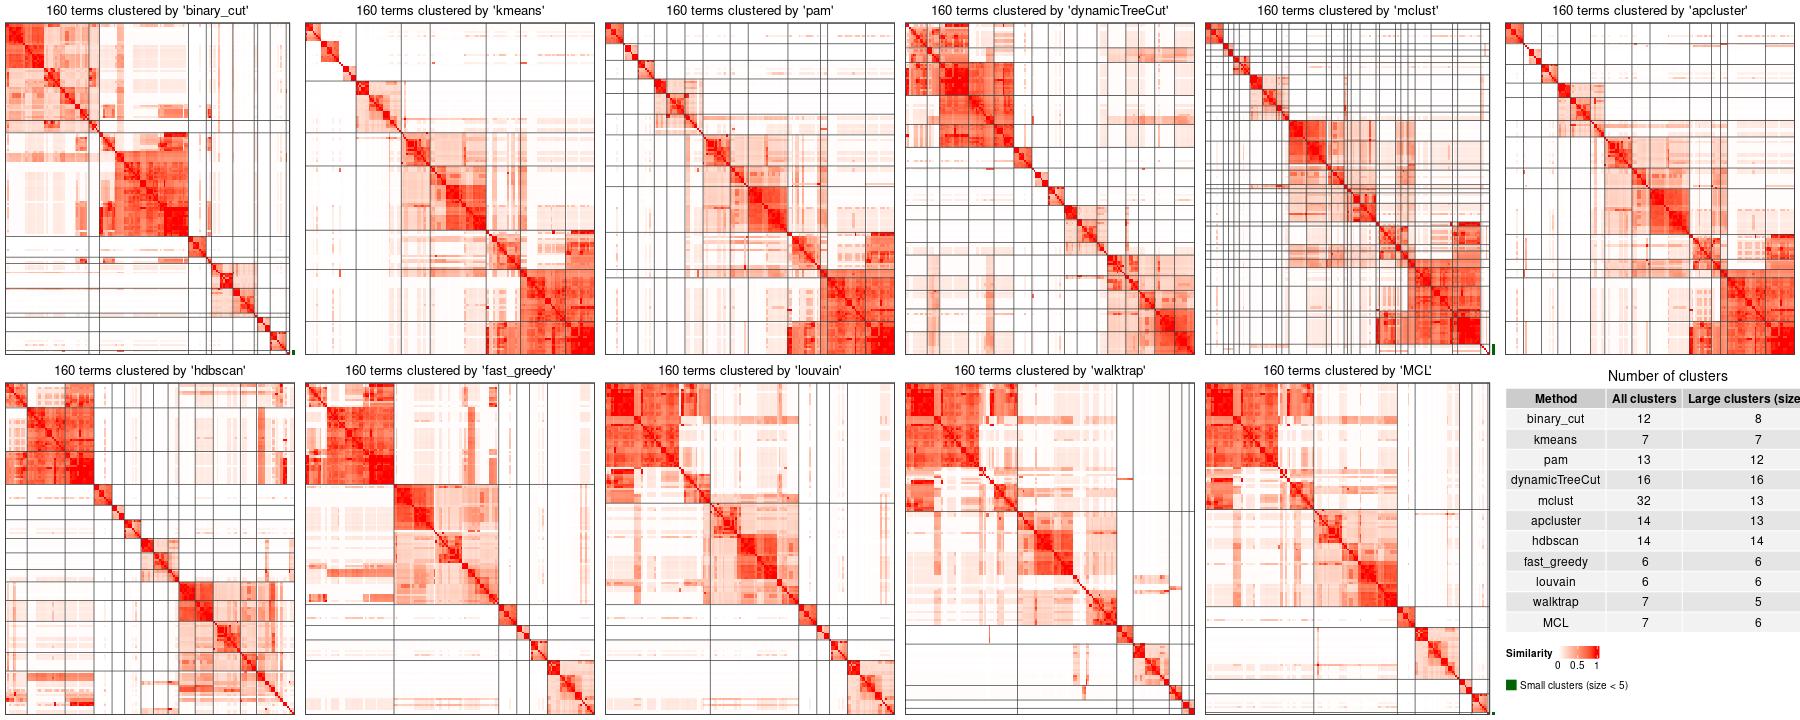 160 terms clustered by 'binary_cut'
160 terms clustered by 'kmeans'
160 terms clustered by 'pam'
160 terms clustered by 'dynamicTreeCut'
160 terms clustered by 'mclust'
160 terms clustered by 'apcluster'
160 terms clustered by 'hdbscan'
160 terms clustered by 'fast_greedy'
160 terms clustered by 'louvain'
160 terms clustered by 'walktrap'
160 terms clustered by 'MCL'
Number of clusters
Method All clusters Large clusters (size
binary_cut 12 8
kmeans 7 7
pam 13 12
dynamicTreeCut 16 16
mclust 32 13
apcluster 14 13
hdbscan 14 14
fast_greedy 6 6
louvain 6 6
walktrap 7 5
MCL 7 6
Similarity
0 0.5 1
Small clusters (size < 5)